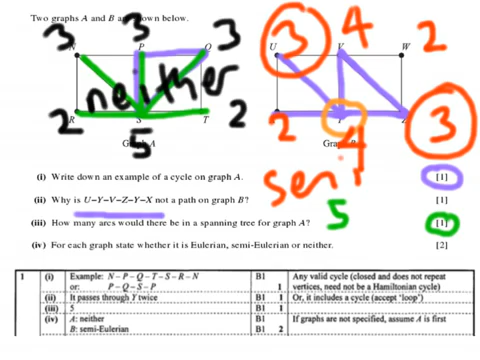 Two graphs A and B are shown below.
3 3 3 3 4 2
P Q U V W
neither
2 2 2 3
R S T
5
Graph A
semi
5
(i) Write down an example of a cycle on graph A. [1]
(ii) Why is U–Y–V–Z–Y–X not a path on graph B? [1]
(iii) How many arcs would there be in a spanning tree for graph A? [1]
(iv) For each graph state whether it is Eulerian, semi-Eulerian or neither. [2]
1 (i) Example: N – P – Q – T – S – R – N B1 Any valid cycle (closed and does not repeat
or: P – Q – S – P 1 vertices, need not be a Hamiltonian cycle)
(ii) It passes through Y twice B1 1 Or, it includes a cycle (accept ‘loop’)
(iii) 5 B1 1
(iv) A: neither B1 If graphs are not specified, assume A is first
B: semi-Eulerian B1 2